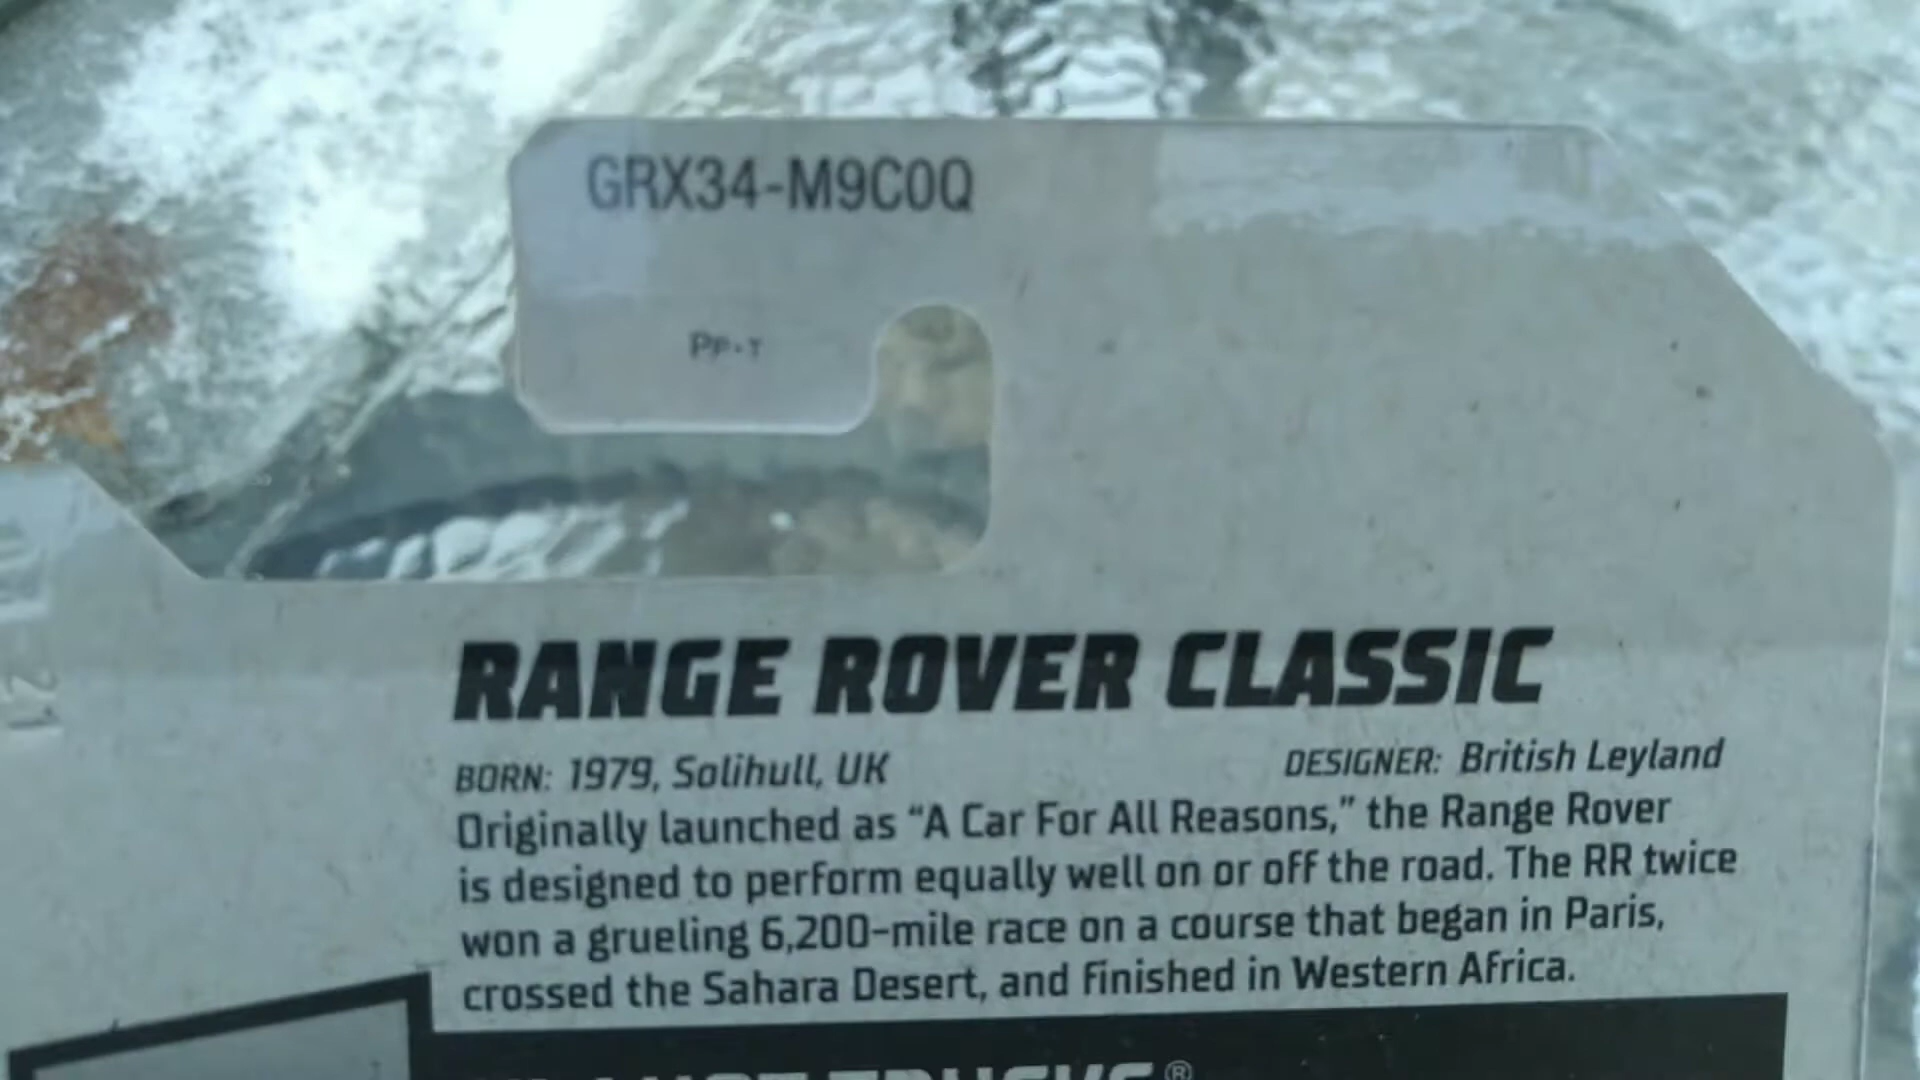 GRX34-M9C0Q
PP-T
RANGE ROVER CLASSIC
BORN: 1979, Solihull, UK DESIGNER: British Leyland
Originally launched as “A Car For All Reasons,” the Range Rover
is designed to perform equally well on or off the road. The RR twice
won a grueling 6,200-mile race on a course that began in Paris,
crossed the Sahara Desert, and finished in Western Africa.